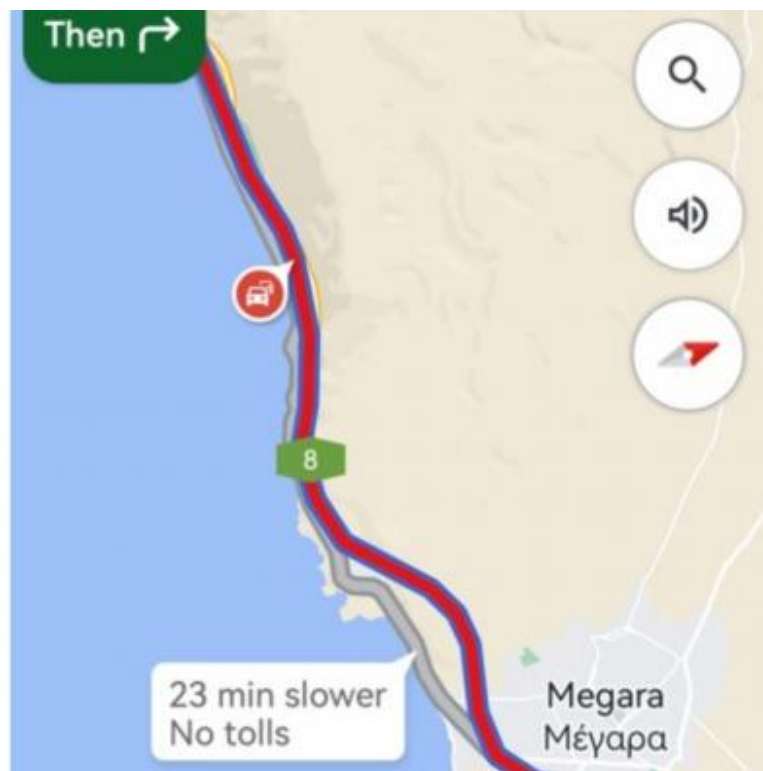 Then
8
23 min slower
No tolls
Megara
Μέγαρα